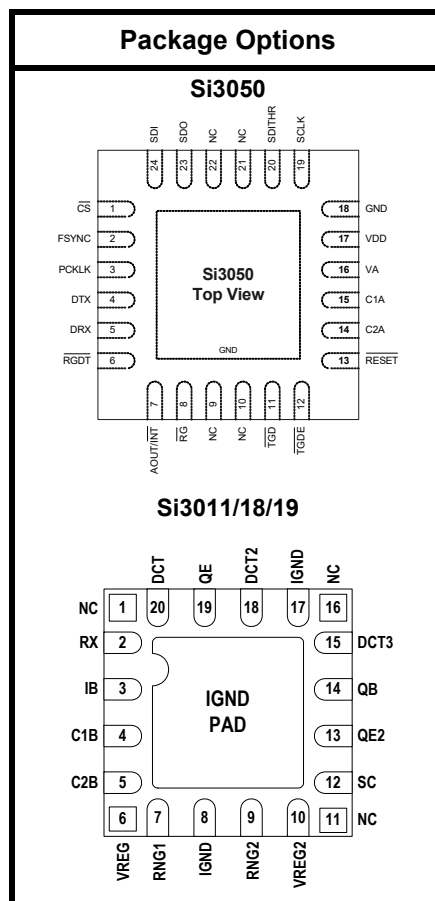 Package Options
Si3050
SDI SDO NC NC SDITHR SCLK
24 23 22 21 20 19
CS 1 18 GND
FSYNC 2 17 VDD
PCKLK 3 Si3050 16 VA
DTX 4 Top View 15 C1A
DRX 5 14 C2A
RGDT 6 GND 13 RESET
7 8 9 10 11 12
AOUT/INT RG NC NC TGD TGDE
Si3011/18/19
DCT QE DCT2 IGND NC
NC 1 20 19 18 17 16
RX 2 15 DCT3
IB 3 IGND 14 QB
C1B 4 PAD 13 QE2
C2B 5 12 SC
6 7 8 9 10 11 NC
VREG RNG1 IGND RNG2 VREG2